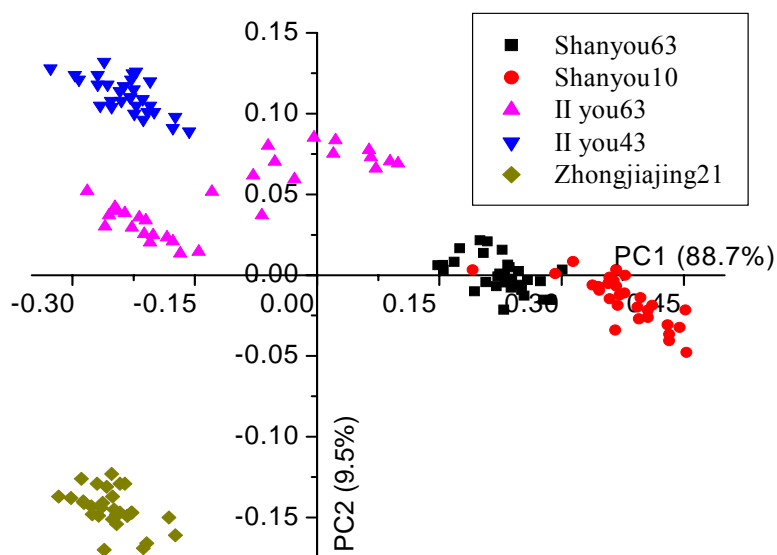 0.15
0.10
0.05
0.00
-0.05
-0.10
-0.15
-0.30
-0.15
0.00
0.15
0.30
0.45
PC1 (88.7%)
PC2 (9.5%)
Shanyou63
Shanyou10
II you63
II you43
Zhongjiajing21